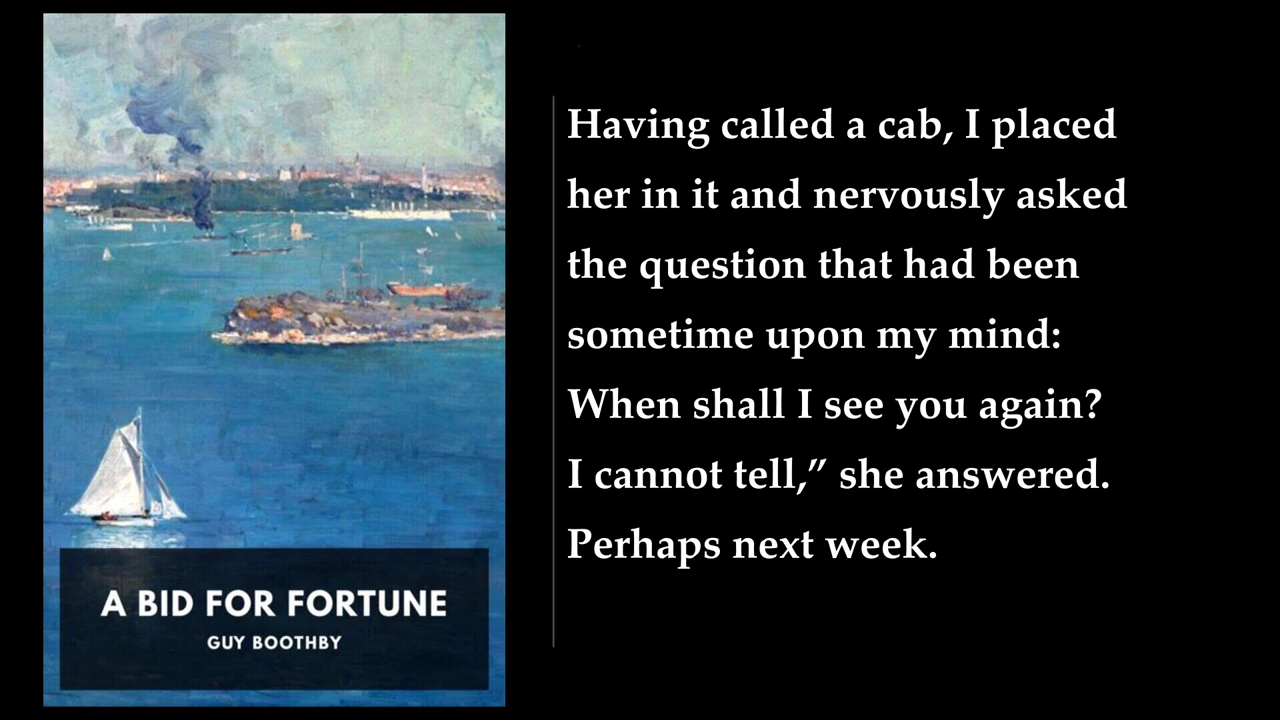 Having called a cab, I placed
her in it and nervously asked
the question that had been
sometime upon my mind:
When shall I see you again?
I cannot tell,” she answered.
Perhaps next week.
A BID FOR FORTUNE
GUY BOOTHBY